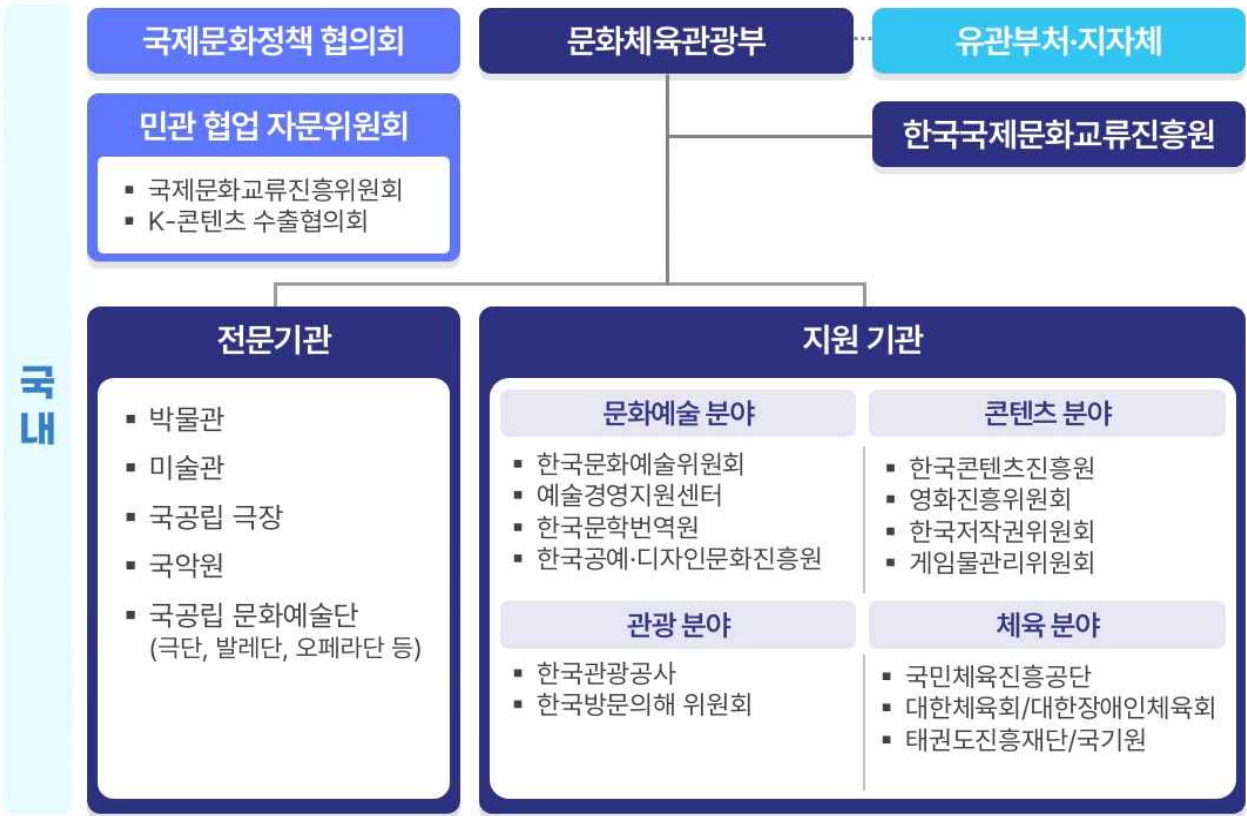 국내
국제문화정책 협의회
문화체육관광부
유관부처·지자체
민관 협업 자문위원회
▪ 국제문화교류진흥위원회
▪ K-콘텐츠 수출협의회
한국국제문화교류진흥원
전문기관
▪ 박물관
▪ 미술관
▪ 국공립 극장
▪ 국악원
▪ 국공립 문화예술단
(극단, 발레단, 오페라단 등)
지원 기관
문화예술 분야
▪ 한국문화예술위원회
▪ 예술경영지원센터
▪ 한국문학번역원
▪ 한국공예·디자인문화진흥원
콘텐츠 분야
▪ 한국콘텐츠진흥원
▪ 영화진흥위원회
▪ 한국저작권위원회
▪ 게임물관리위원회
관광 분야
▪ 한국관광공사
▪ 한국방문의해 위원회
체육 분야
▪ 국민체육진흥공단
▪ 대한체육회/대한장애인체육회
▪ 태권도진흥재단/국기원